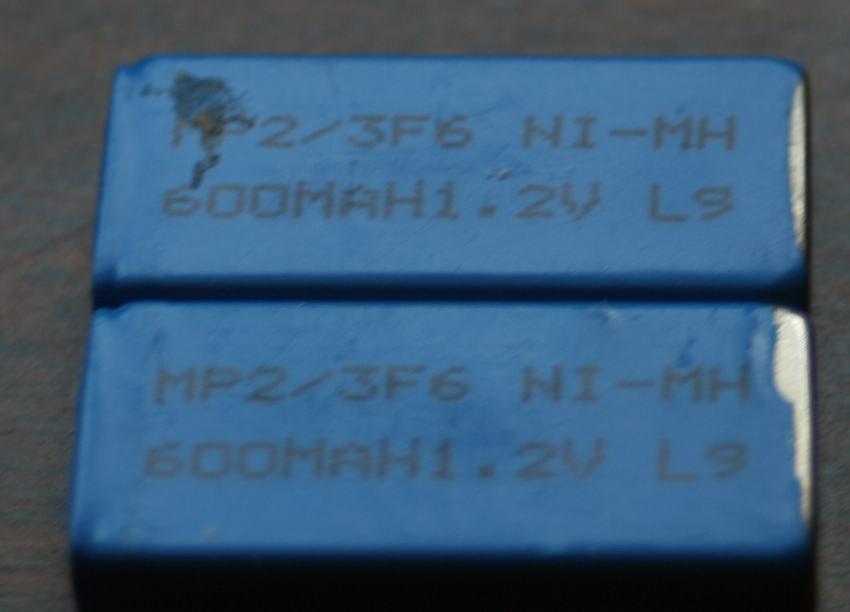 MP2/3F6 NI-MH
600MAH1.2V L9
MP2/3F6 NI-MH
600MAH1.2V L9